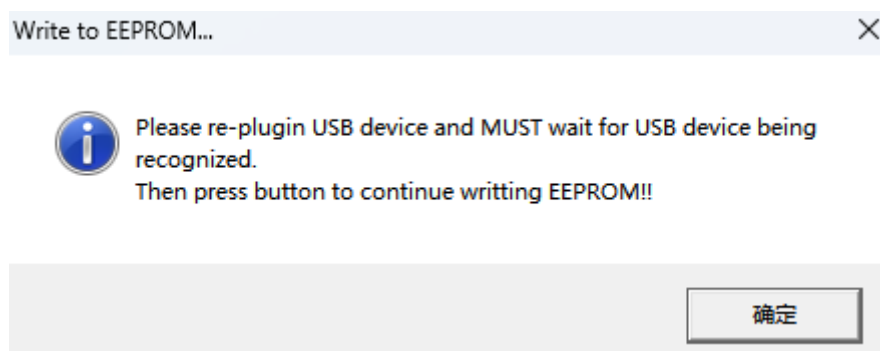 Write to EEPROM...
Please re-plugin USB device and MUST wait for USB device being
recognized.
Then press button to continue writting EEPROM!!
确定